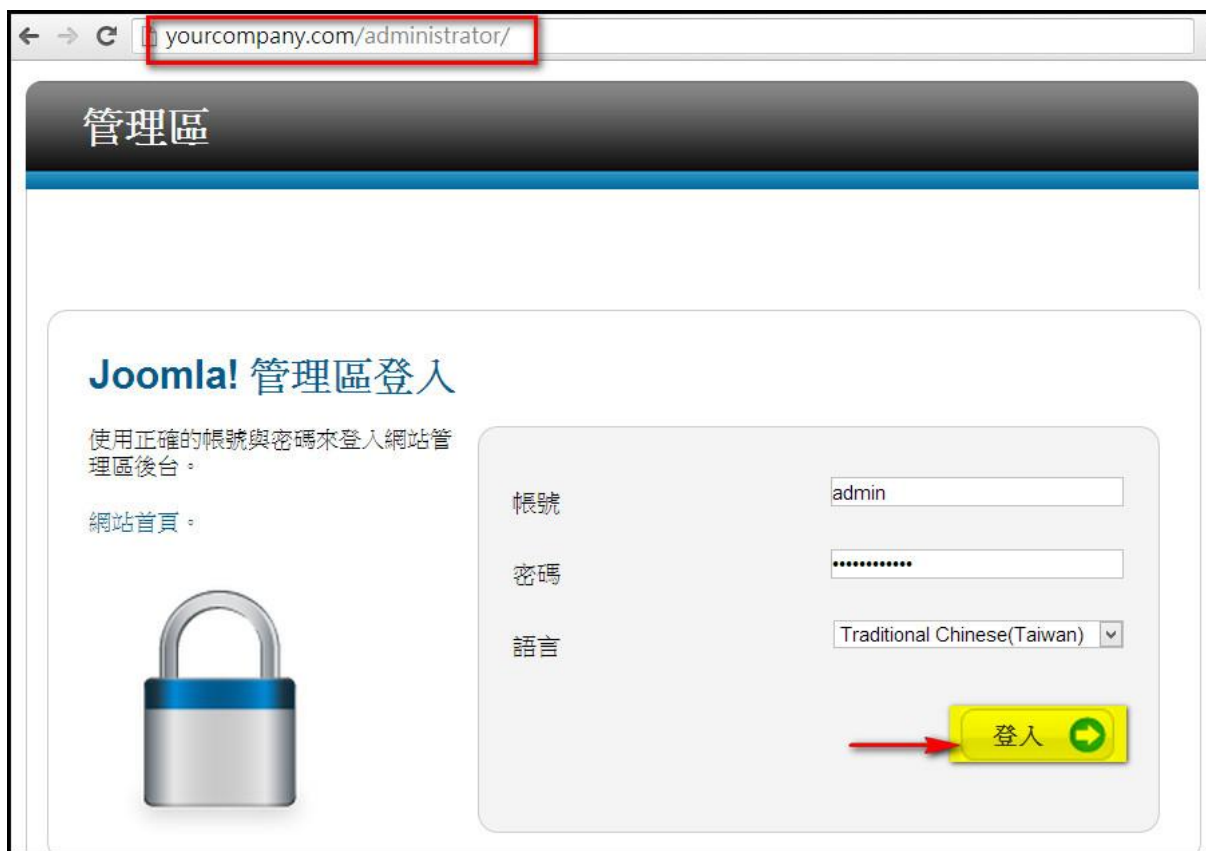 yourcompany.com/administrator/
管理區
Joomla! 管理區登入
使用正確的帳號與密碼來登入網站管
理區後台。
網站首頁。
帳號
admin
密碼
••••••••••••
語言
Traditional Chinese(Taiwan)
登入